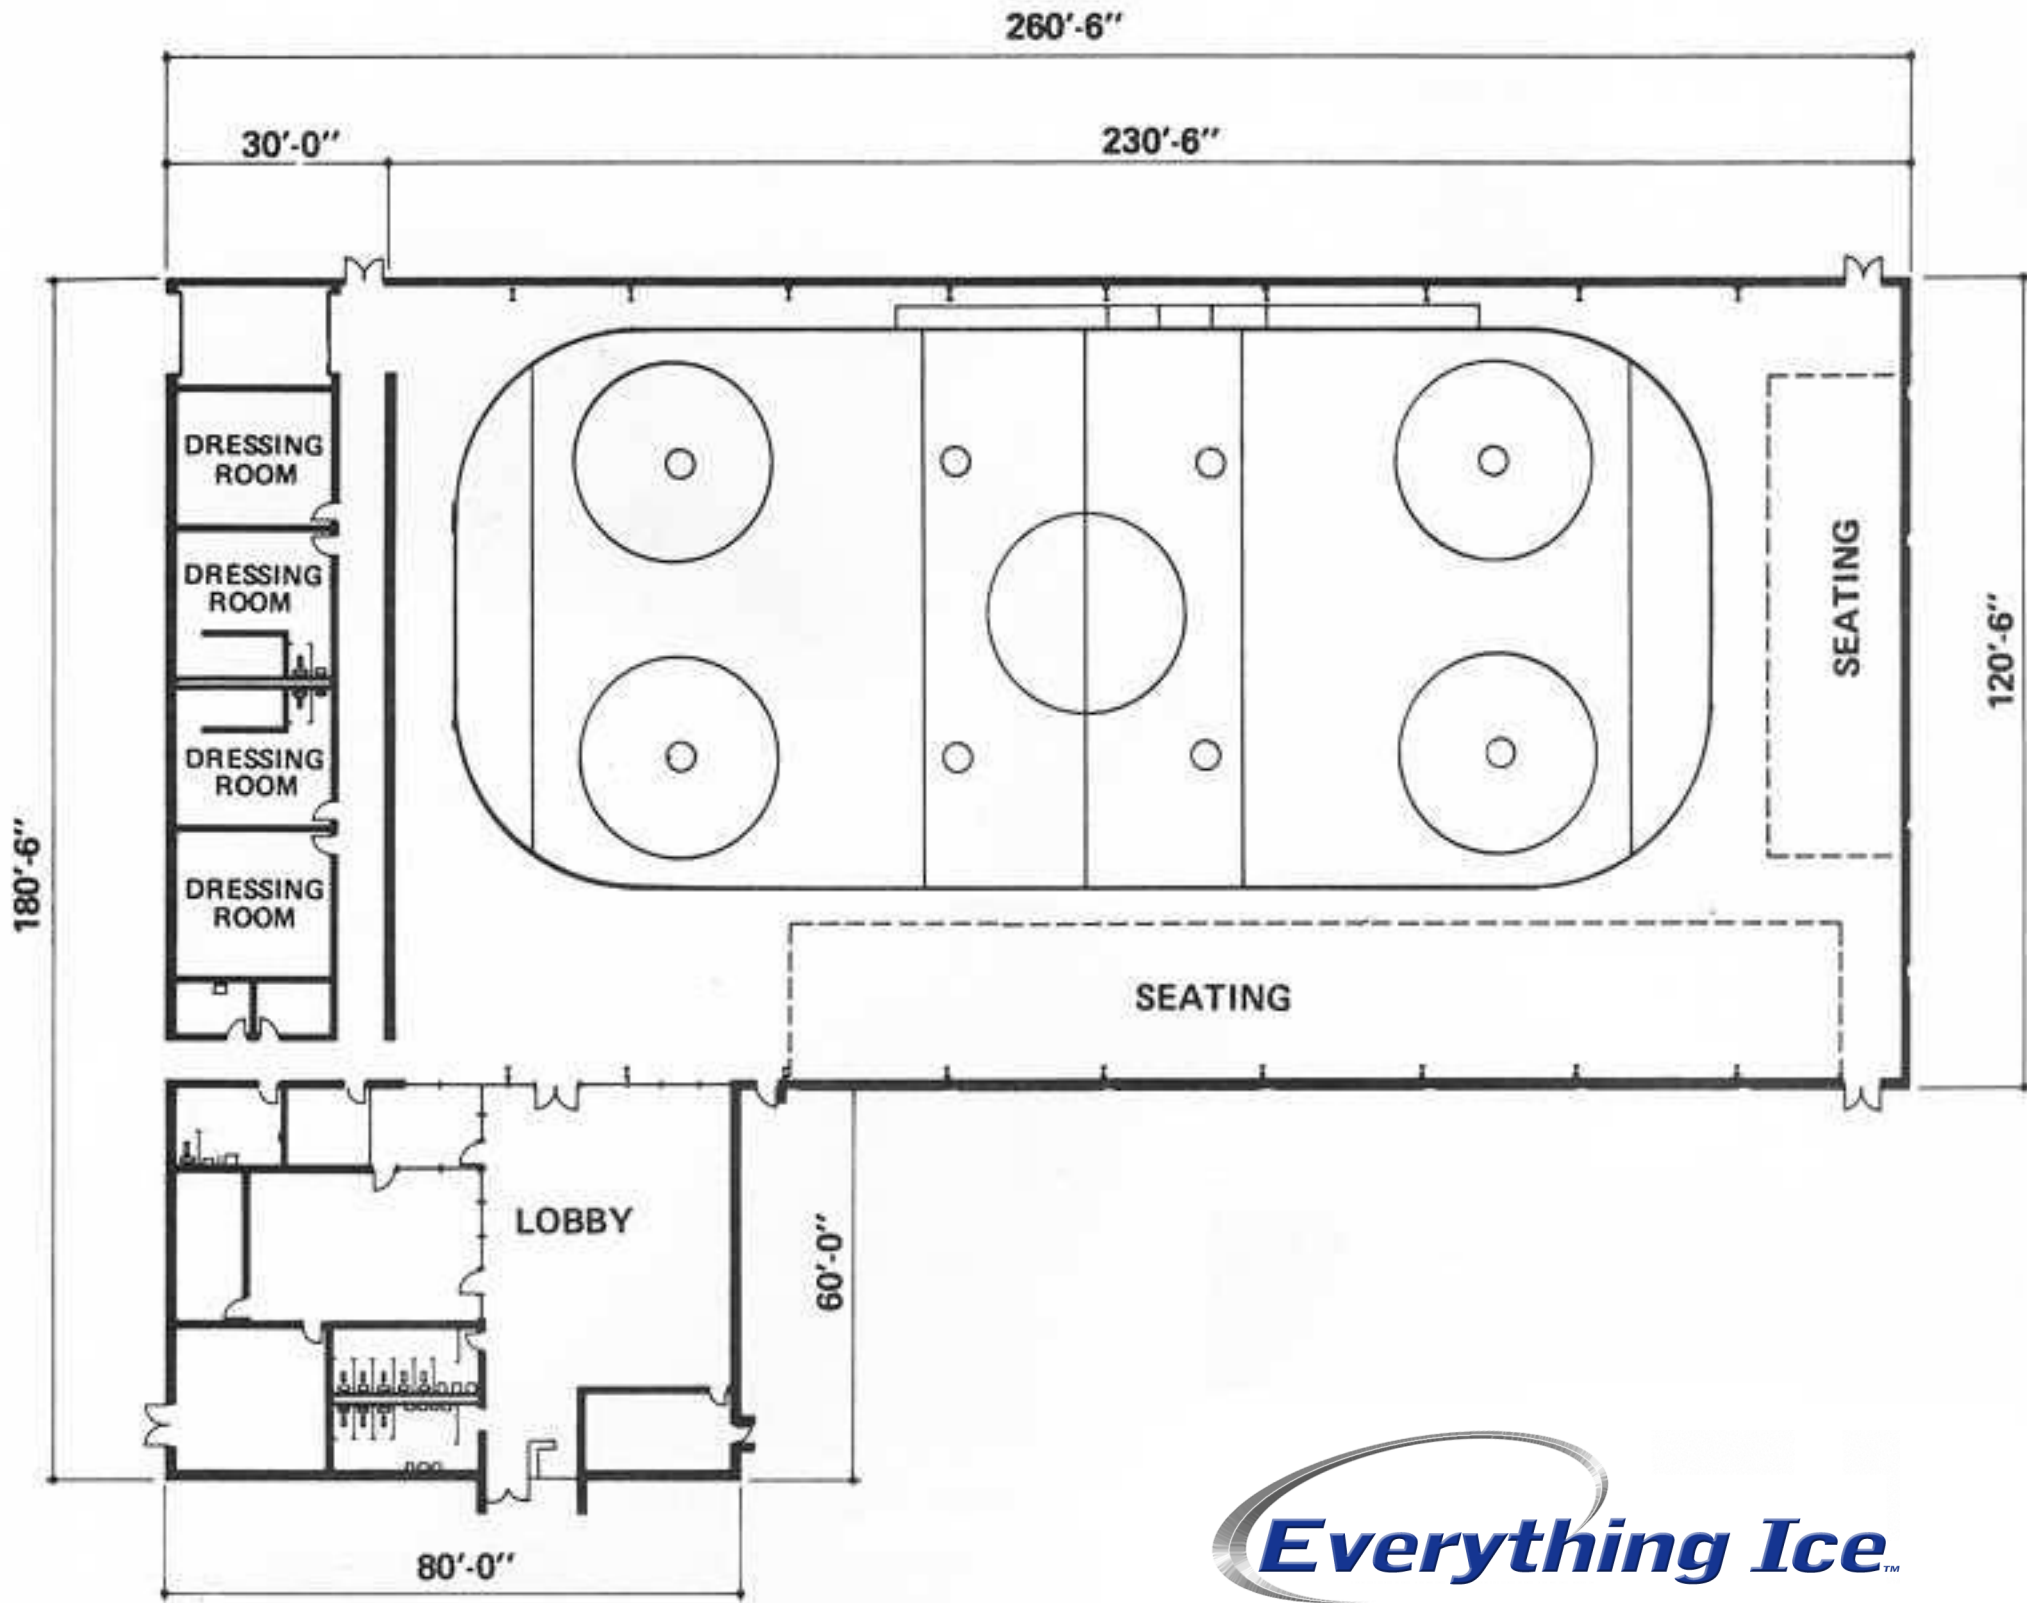 260'-6"
30'-0"
230'-6"
DRESSING
ROOM
DRESSING
ROOM
DRESSING
ROOM
DRESSING
ROOM
SEATING
SEATING
120'-6"
180'-6"
LOBBY
60'-0"
80'-0"
Everything Ice™